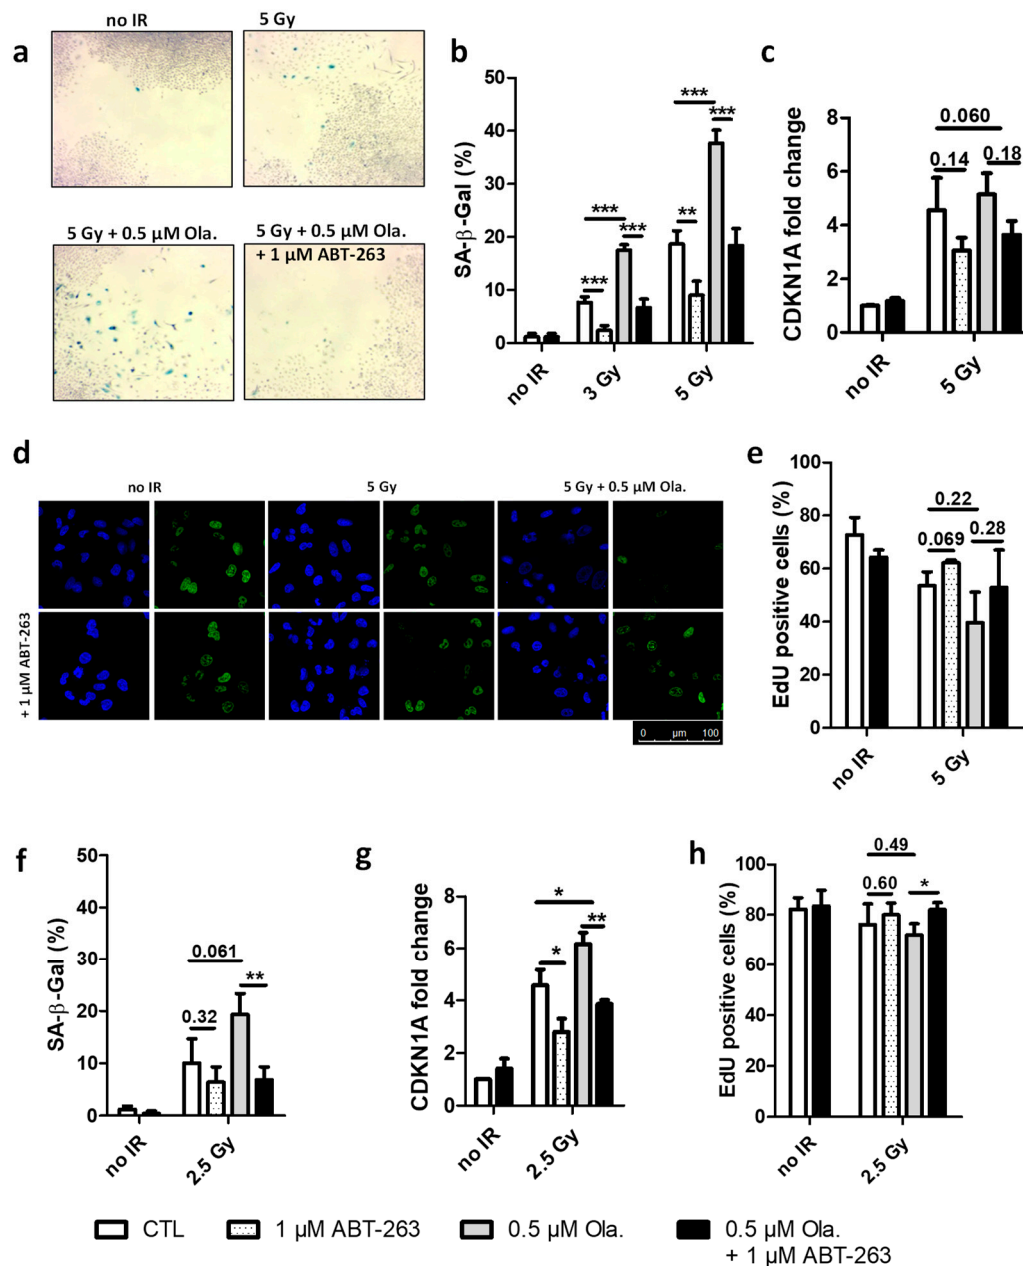 a
no IR
5 Gy
5 Gy + 0.5 µM Ola.
5 Gy + 0.5 µM Ola.
+ 1 µM ABT-263
b
SA-β-Gal (%)
50
40
30
20
10
0
***
***
***
**
***
***
no IR
3 Gy
5 Gy
c
CDKN1A fold change
8
6
4
2
0
0.060
0.14
0.18
no IR
5 Gy
d
no IR
5 Gy
5 Gy + 0.5 µM Ola.
+ 1 µM ABT-263
0 µm 100
e
EdU positive cells (%)
100
80
60
40
20
0
0.22
0.069
0.28
no IR
5 Gy
f
SA-β-Gal (%)
50
40
30
20
10
0
0.061
0.32
**
no IR
2.5 Gy
g
CDKN1A fold change
8
6
4
2
0
*
*
**
no IR
2.5 Gy
h
EdU positive cells (%)
100
80
60
40
20
0
0.49
0.60
*
no IR
2.5 Gy
CTL
1 µM ABT-263
0.5 µM Ola.
0.5 µM Ola.
+ 1 µM ABT-263